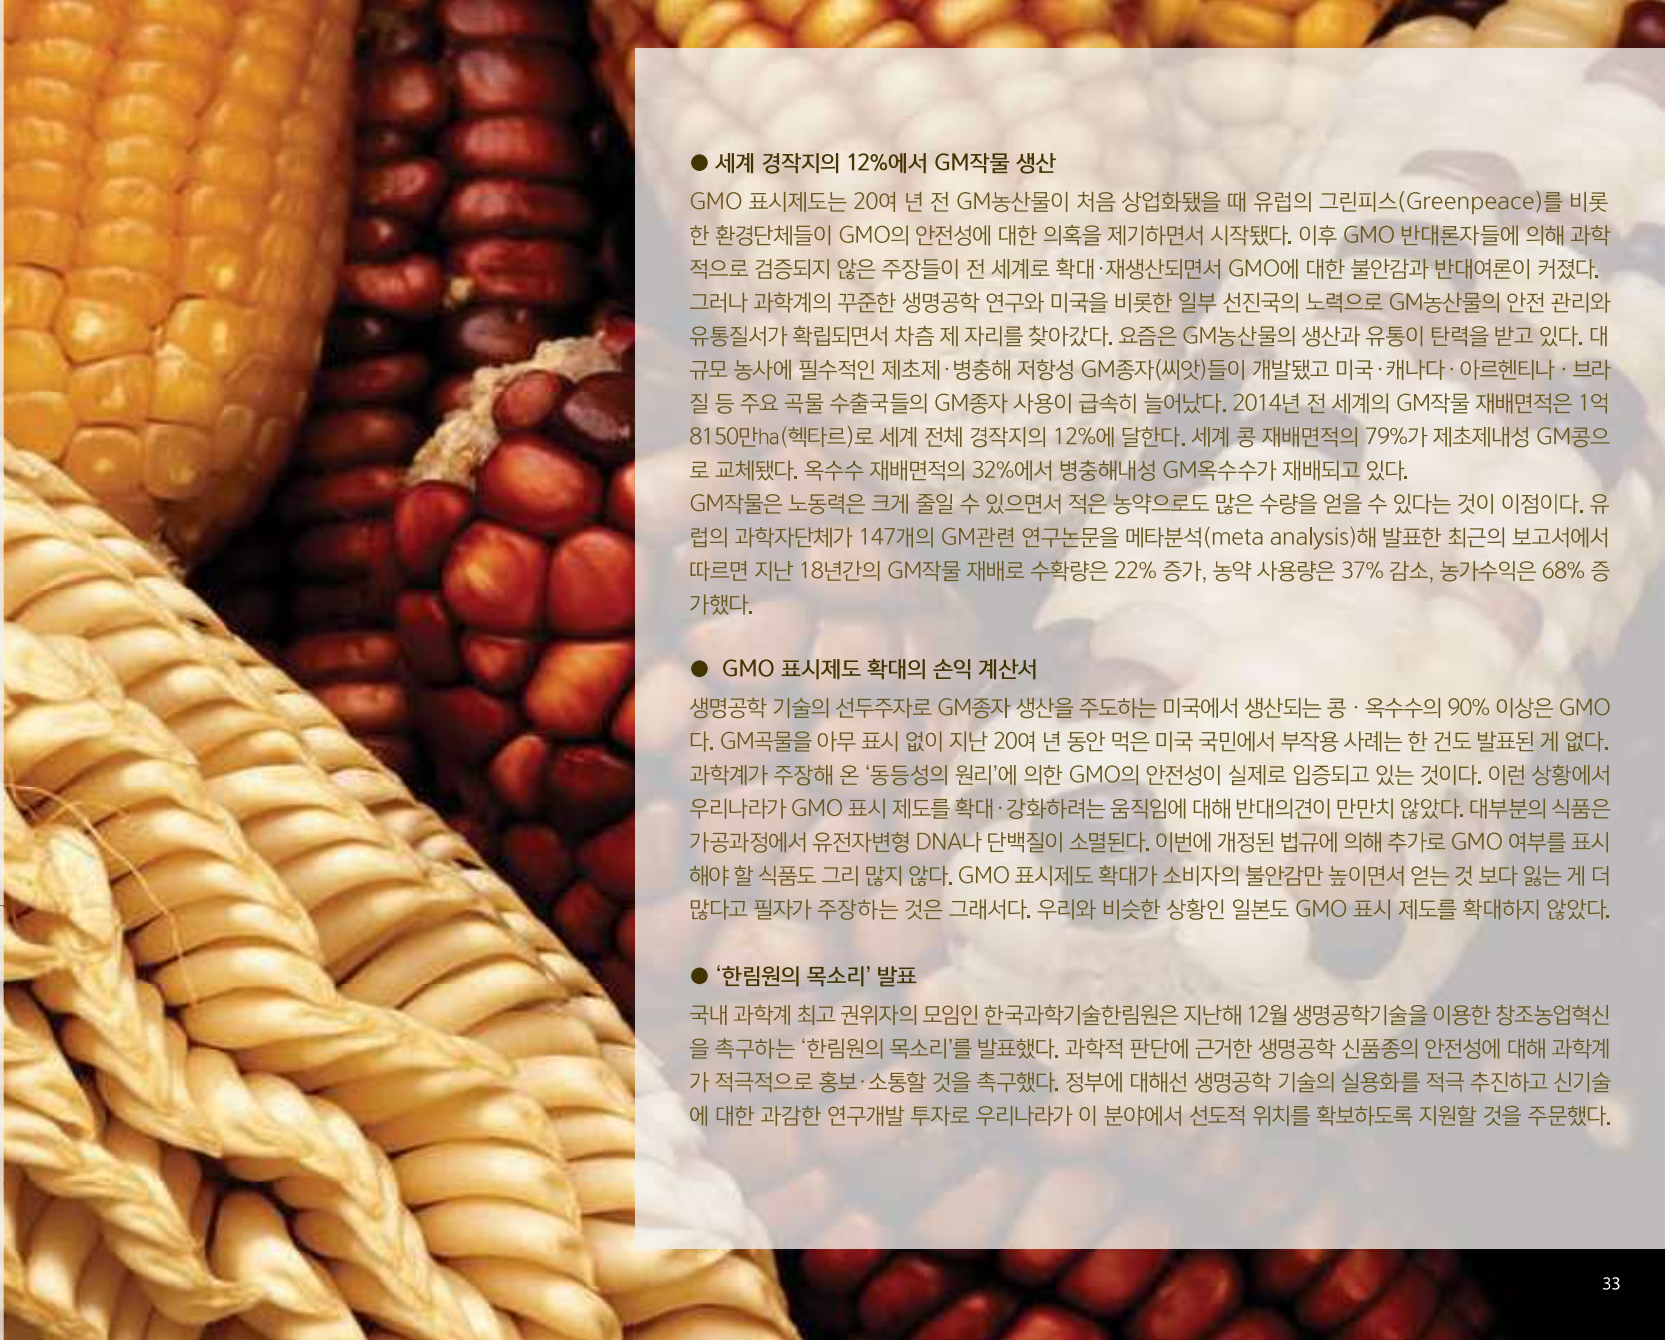 ● 세계 경작지의 12%에서 GM작물 생산
GMO 표시제도는 20여 년 전 GM농산물이 처음 상업화됐을 때 유럽의 그린피스(Greenpeace)를 비롯
한 환경단체들이 GMO의 안전성에 대한 의혹을 제기하면서 시작됐다. 이후 GMO 반대론자들에 의해 과학
적으로 검증되지 않은 주장들이 전 세계로 확대·재생산되면서 GMO에 대한 불안감과 반대여론이 커졌다.
그러나 과학계의 꾸준한 생명공학 연구와 미국을 비롯한 일부 선진국의 노력으로 GM농산물의 안전 관리와
유통질서가 확립되면서 차츰 제 자리를 찾아갔다. 요즘은 GM농산물의 생산과 유통이 탄력을 받고 있다. 대
규모 농사에 필수적인 제초제·병충해 저항성 GM종자(씨앗)들이 개발됐고 미국·캐나다·아르헨티나·브라
질 등 주요 곡물 수출국들의 GM종자 사용이 급속히 늘어났다. 2014년 전 세계의 GM작물 재배면적은 1억
8150만ha(헥타르)로 세계 전체 경작지의 12%에 달한다. 세계 콩 재배면적의 79%가 제초제내성 GM콩으
로 교체됐다. 옥수수 재배면적의 32%에서 병충해내성 GM옥수수가 재배되고 있다.
GM작물은 노동력은 크게 줄일 수 있으면서 적은 농약으로도 많은 수량을 얻을 수 있다는 것이 이점이다. 유
럽의 과학자단체가 147개의 GM관련 연구논문을 메타분석(meta analysis)해 발표한 최근의 보고서에서
따르면 지난 18년간의 GM작물 재배로 수확량은 22% 증가, 농약 사용량은 37% 감소, 농가수익은 68% 증
가했다.
● GMO 표시제도 확대의 손익 계산서
생명공학 기술의 선두주자로 GM종자 생산을 주도하는 미국에서 생산되는 콩·옥수수의 90% 이상은 GMO
다. GM곡물을 아무 표시 없이 지난 20여 년 동안 먹은 미국 국민에서 부작용 사례는 한 건도 발표된 게 없다.
과학계가 주장해 온 ‘동등성의 원리’에 의한 GMO의 안전성이 실제로 입증되고 있는 것이다. 이런 상황에서
우리나라가 GMO 표시 제도를 확대·강화하려는 움직임에 대해 반대의견이 만만치 않았다. 대부분의 식품은
가공과정에서 유전자변형 DNA나 단백질이 소멸된다. 이번에 개정된 법규에 의해 추가로 GMO 여부를 표시
해야 할 식품도 그리 많지 않다. GMO 표시제도 확대가 소비자의 불안감만 높이면서 얻는 것 보다 잃는 게 더
많다고 필자가 주장하는 것은 그래서다. 우리와 비슷한 상황인 일본도 GMO 표시 제도를 확대하지 않았다.
● ‘한림원의 목소리’ 발표
국내 과학계 최고 권위자의 모임인 한국과학기술한림원은 지난해 12월 생명공학기술을 이용한 창조농업혁신
을 촉구하는 ‘한림원의 목소리’를 발표했다. 과학적 판단에 근거한 생명공학 신품종의 안전성에 대해 과학계
가 적극적으로 홍보·소통할 것을 촉구했다. 정부에 대해선 생명공학 기술의 실용화를 적극 추진하고 신기술
에 대한 과감한 연구개발 투자로 우리나라가 이 분야에서 선도적 위치를 확보하도록 지원할 것을 주문했다.
33